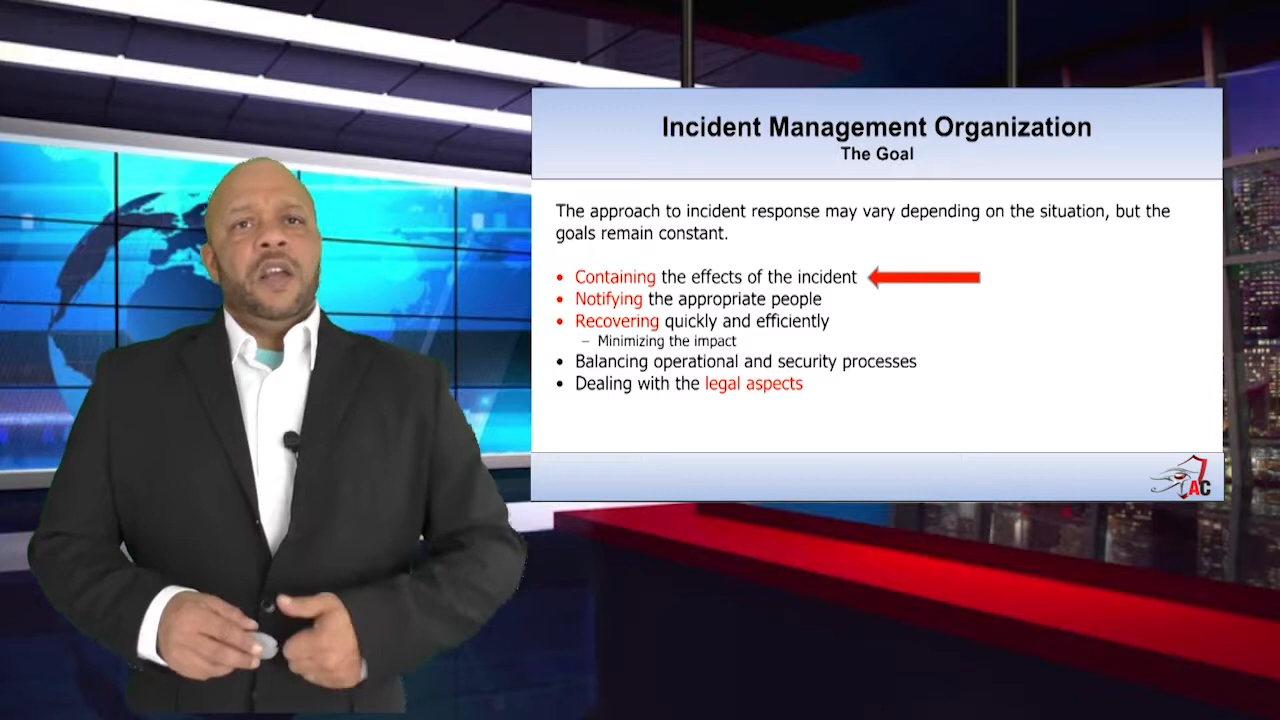 Incident Management Organization
The Goal
The approach to incident response may vary depending on the situation, but the
goals remain constant.
• Containing the effects of the incident
• Notifying the appropriate people
• Recovering quickly and efficiently
– Minimizing the impact
• Balancing operational and security processes
• Dealing with the legal aspects
AC